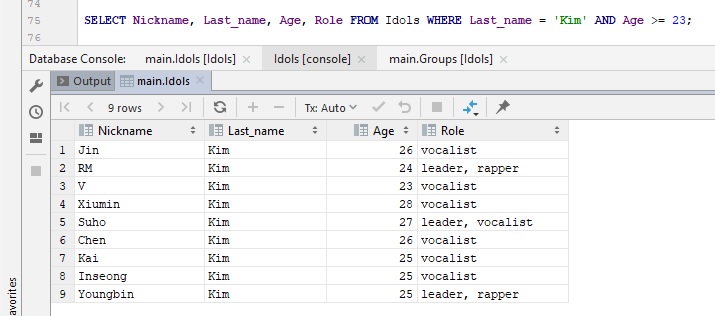 74
75 SELECT Nickname, Last_name, Age, Role FROM Idols WHERE Last_name = 'Kim' AND Age >= 23;
76
Database Console: main.Idols [Idols] × Idols [console] × main.Groups [Idols] ×
Output main.Idols ×
9 rows Tx: Auto
Nickname Last_name Age Role
1 Jin Kim 26 vocalist
2 RM Kim 24 leader, rapper
3 V Kim 23 vocalist
4 Xiumin Kim 28 vocalist
5 Suho Kim 27 leader, vocalist
6 Chen Kim 26 vocalist
7 Kai Kim 25 vocalist
8 Inseong Kim 25 vocalist
9 Youngbin Kim 25 leader, rapper
avorites